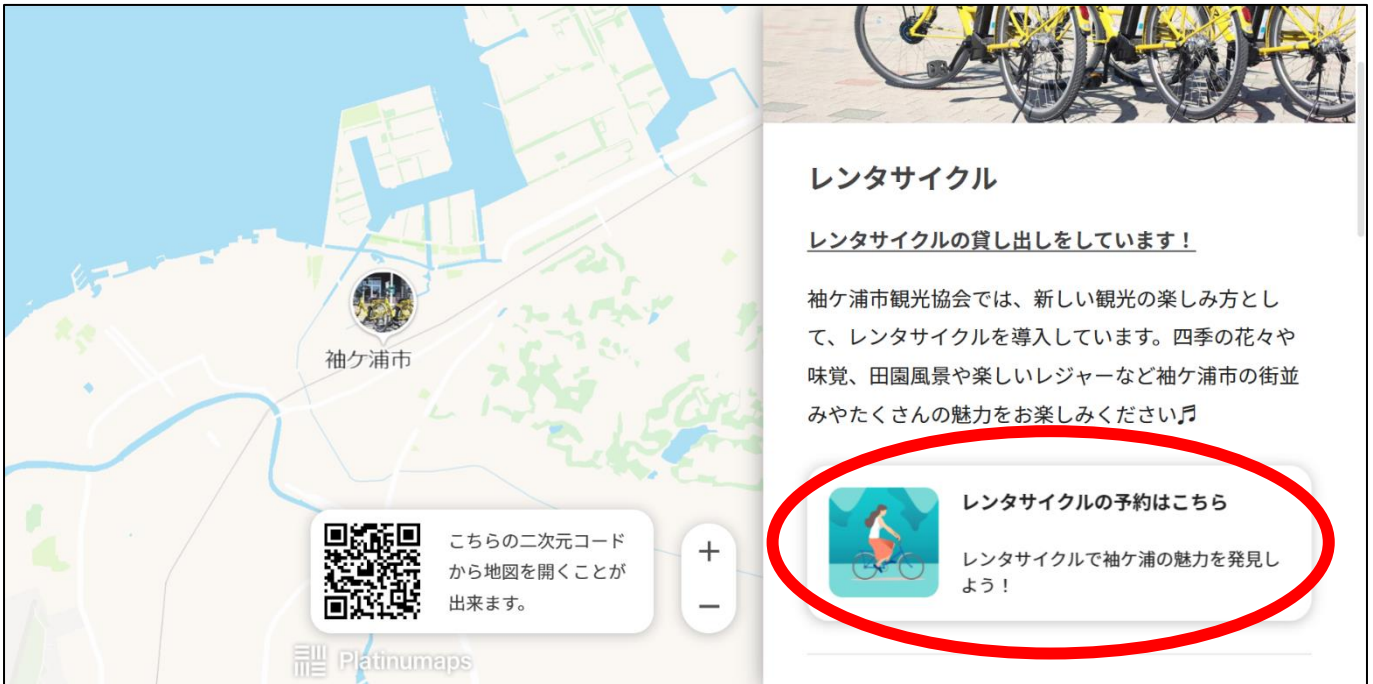 袖ケ浦市
こちらの二次元コード
から地図を開くことが
出来ます。
+
−
Platinumaps
レンタサイクル
レンタサイクルの貸し出しをしています！
袖ケ浦市観光協会では、新しい観光の楽しみ方とし
て、レンタサイクルを導入しています。四季の花々や
味覚、田園風景や楽しいレジャーなど袖ケ浦市の街並
みやたくさんの魅力をお楽しみください♬
レンタサイクルの予約はこちら
レンタサイクルで袖ケ浦の魅力を発見し
よう！